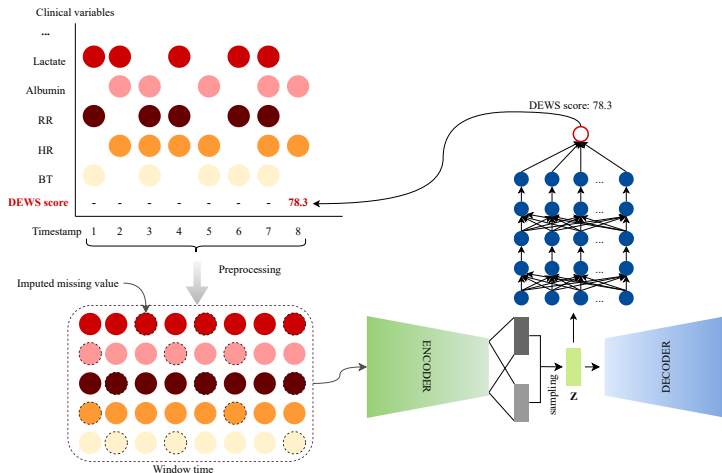 Clinical variables
...
Lactate
Albumin
RR
HR
BT
DEWS score - - - - - - - 78.3
Timestamp 1 2 3 4 5 6 7 8
Preprocessing
Imputed missing value
Window time
ENCODER
sampling
Z
DECODER
DEWS score: 78.3
...
...
...
...
...